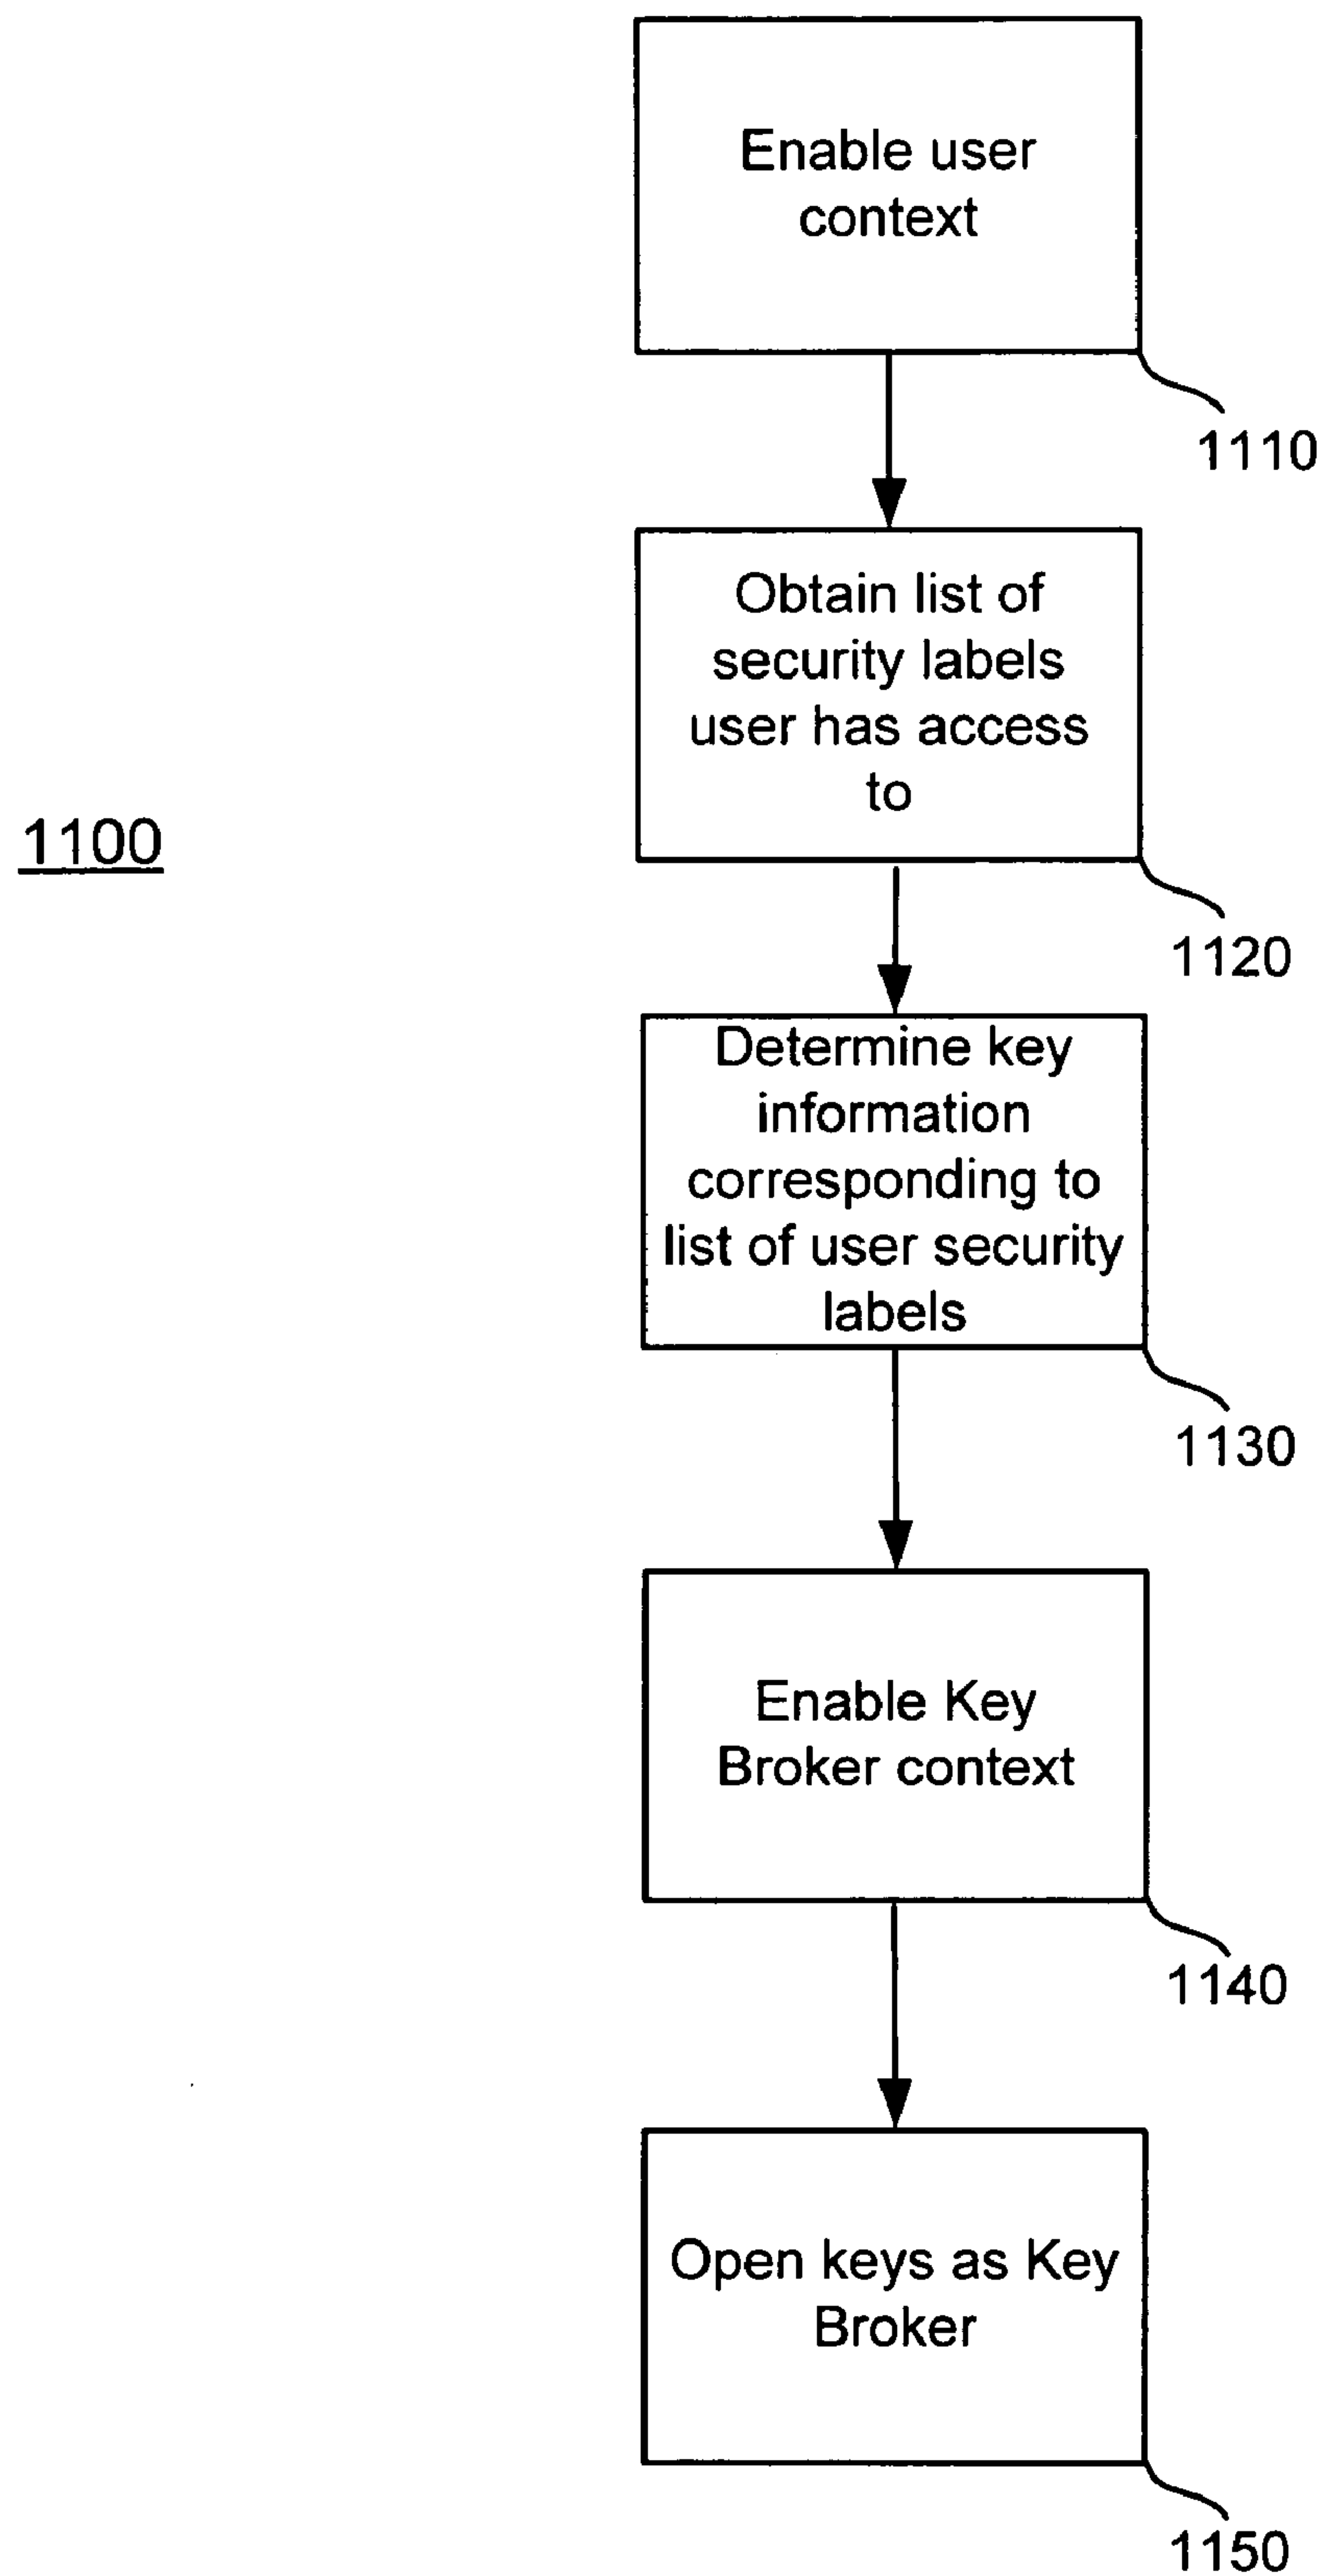 Enable user
context
1110
Obtain list of
security labels
user has access
to
1100
1120
Determine key
information
corresponding to
list of user security
labels
1130
Enable Key
Broker context
1140
Open keys as Key
Broker
1150